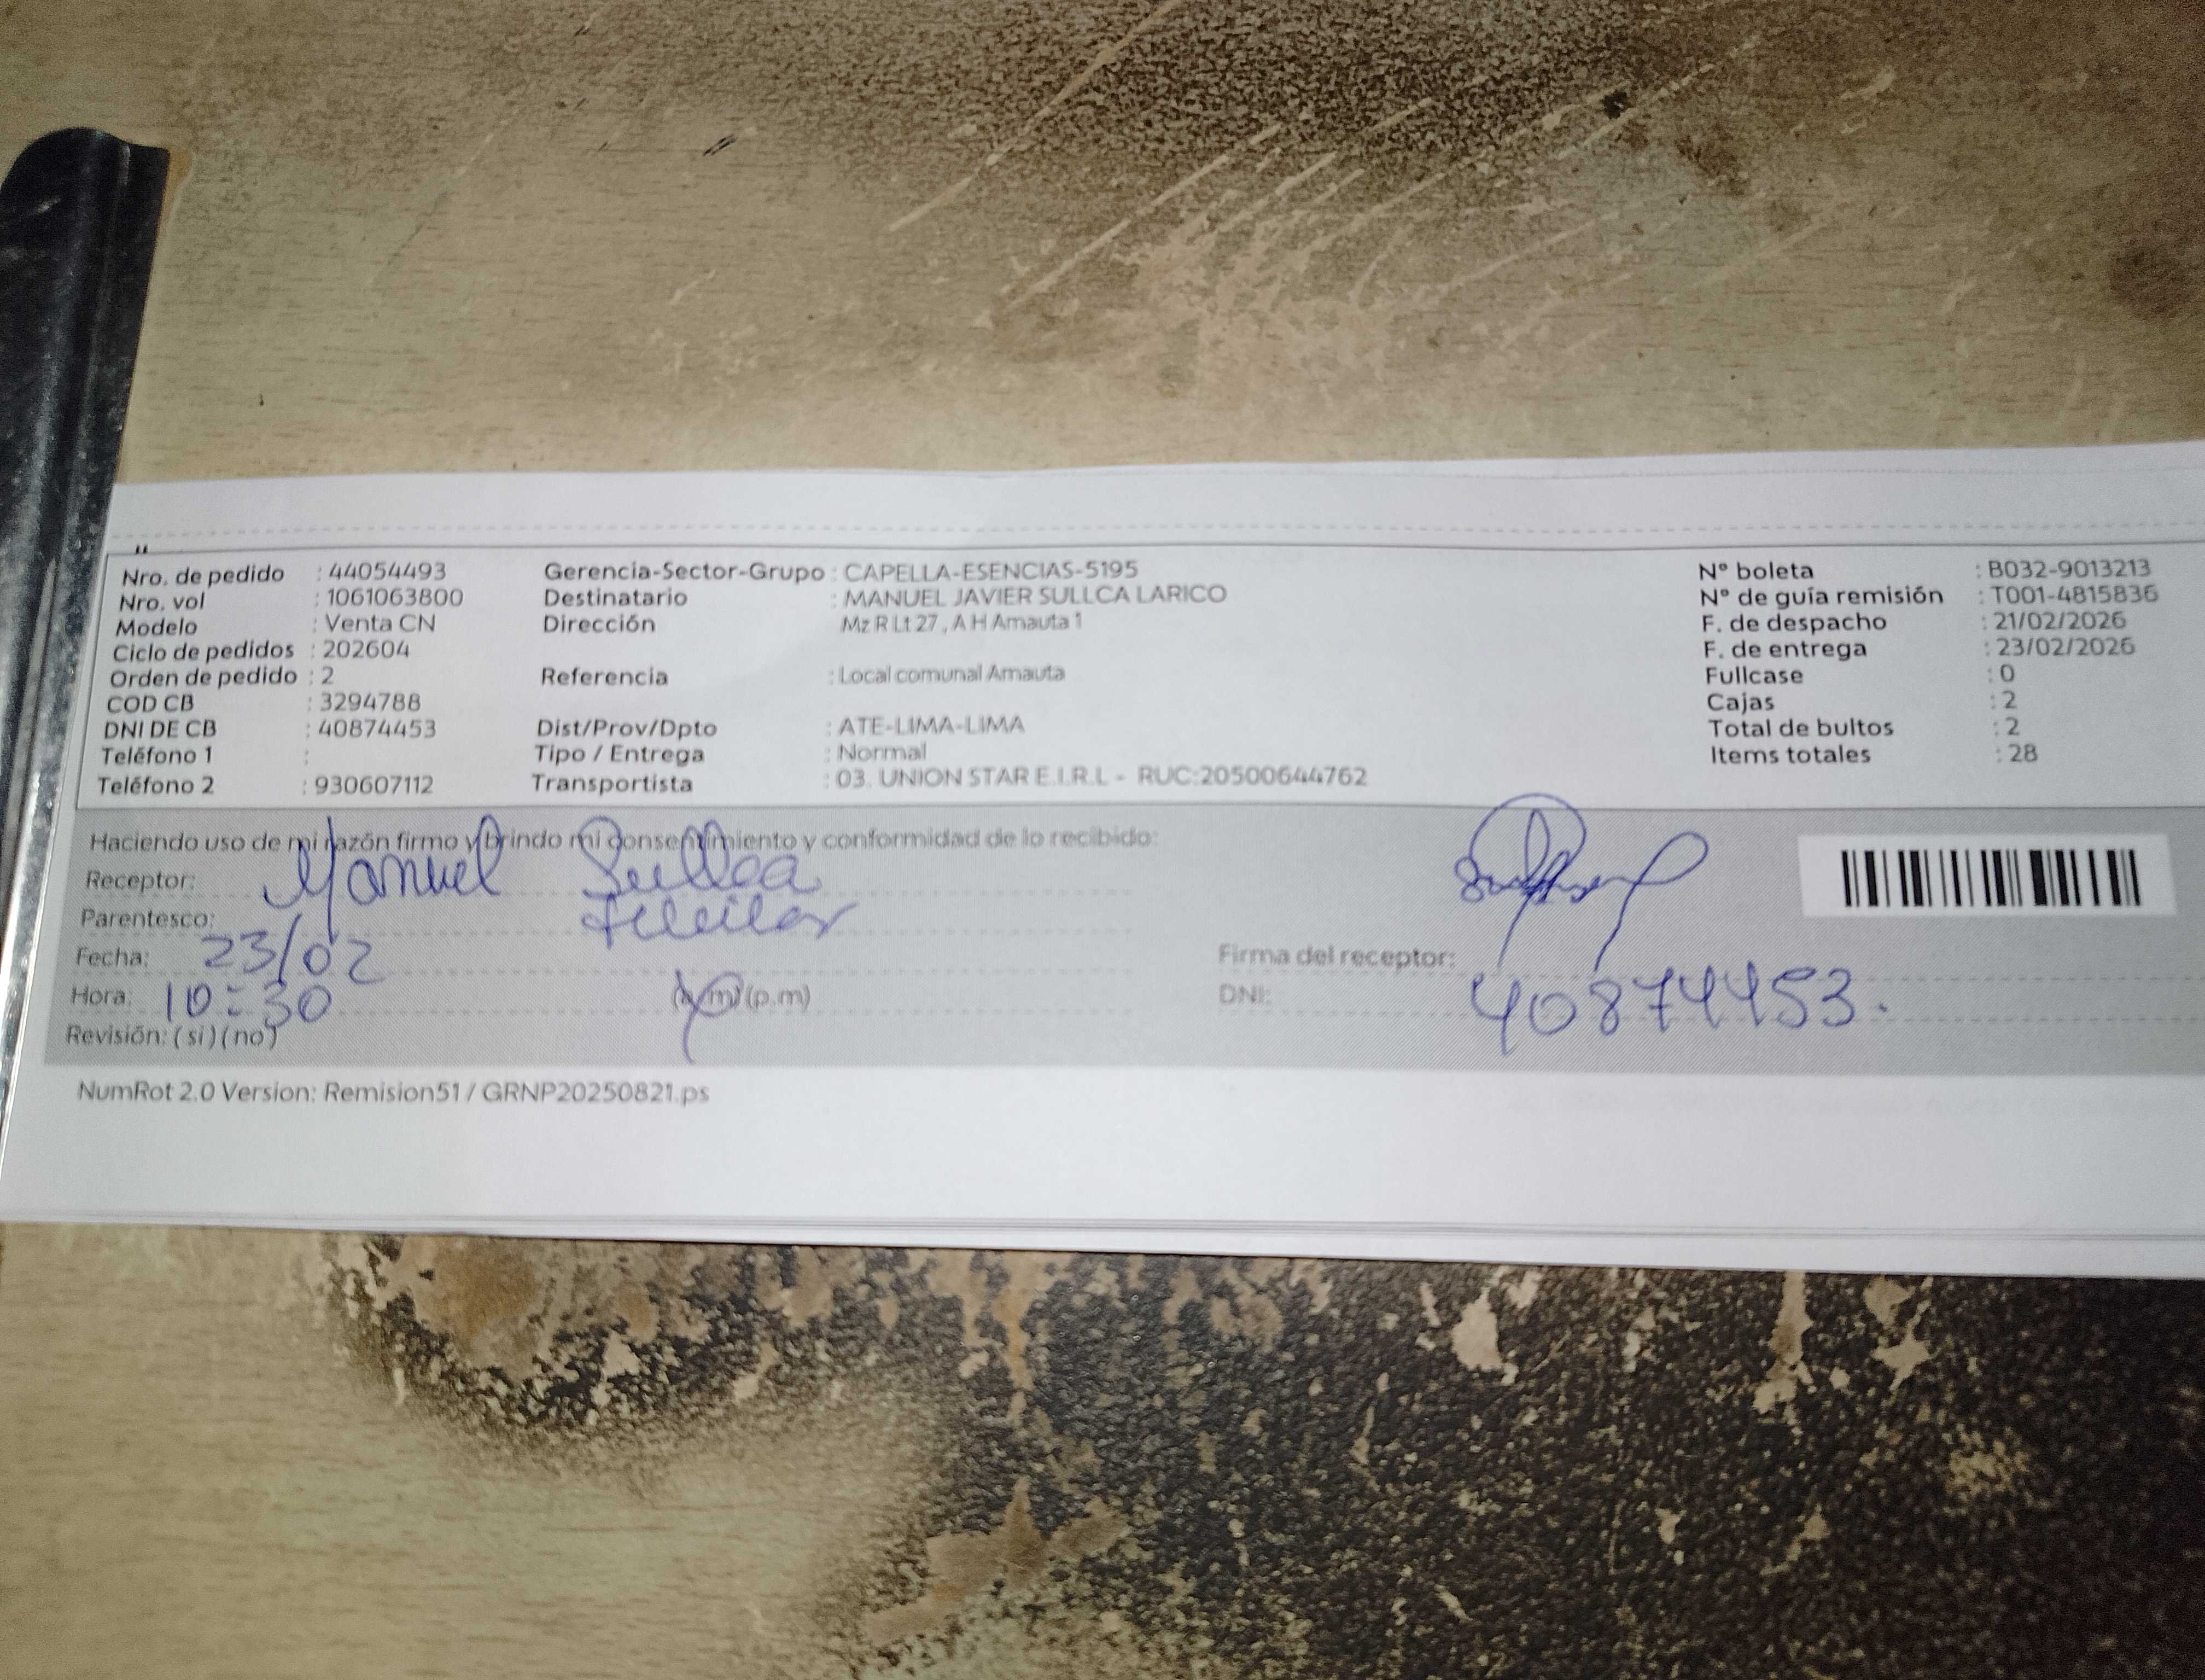 Nro. de pedido : 44054493 Gerencia-Sector-Grupo : CAPELLA-ESENCIAS-5195 N° boleta : B032-9013213
Nro. vol : 1061063800 Destinatario : MANUEL JAVIER SULLCA LARICO N° de guía remisión : T001-4815836
Modelo : Venta CN Dirección Mz R Lt 27 , A H Amauta 1 F. de despacho : 21/02/2026
Ciclo de pedidos : 202604 F. de entrega : 23/02/2026
Orden de pedido : 2 Referencia : Local comunal Amauta Fullcase : 0
COD CB : 3294788 Cajas : 2
DNI DE CB : 40874453 Dist/Prov/Dpto : ATE-LIMA-LIMA Total de bultos : 2
Teléfono 1 : Tipo / Entrega : Normal Items totales : 28
Teléfono 2 : 930607112 Transportista : 03. UNION STAR E.I.R.L - RUC:20500644762
Haciendo uso de mi razón firmo y brindo mi consentimiento y conformidad de lo recibido:
Receptor: Manuel Sullca
Parentesco:
Fecha: 23/02 Firma del receptor:
Hora: 10:30 (a.m)(p.m) DNI: 40874453.
Revisión: ( si ) ( no )
NumRot 2.0 Version: Remision51 / GRNP20250821.ps